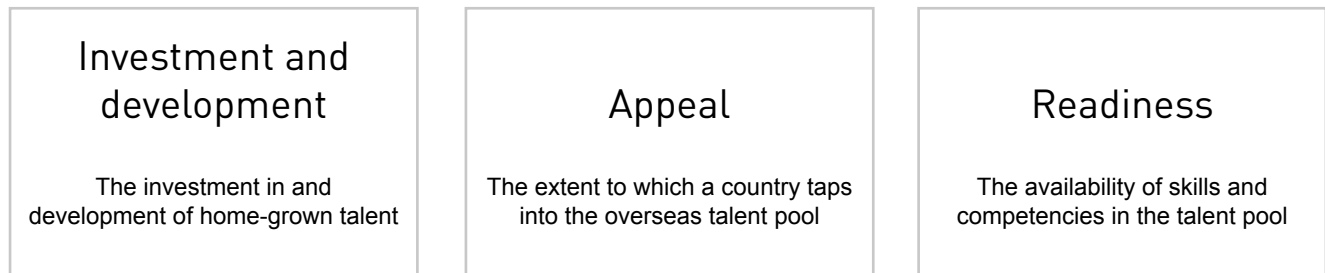 Investment and
development
The investment in and
development of home-grown talent
Appeal
The extent to which a country taps
into the overseas talent pool
Readiness
The availability of skills and
competencies in the talent pool